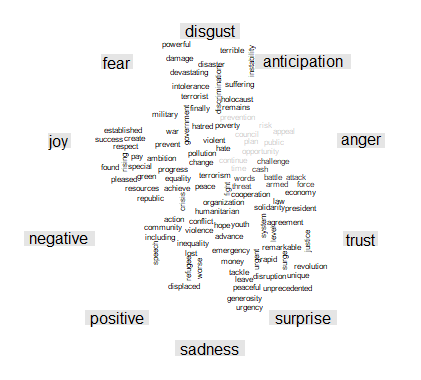 disgust
powerful
terrible
instability
damage
disaster
fear
anticipation
devastating
discrimination
intolerance
suffering
terrorist
holocaust
finally
remains
military
government
prevention
established
war
hatred
poverty
risk
success
create
council
appeal
joy
respect
violent
plan
public
anger
hate
pollution
opportunity
rising
pay
ambition
change
continue
challenge
found
special
progress
time
cash
pleased
green
equality
terrorism
words
battle
attack
resources
achieve
peace
threat
armed
force
republic
crisis
cooperation
economy
organization
law
humanitarian
solidarity
president
action
conflict
hope
youth
system
agreement
community
violence
level
negative
including
advance
justice
trust
inequality
speech
lost
emergency
remarkable
refugee
worse
money
urgent
rapid
surge
revolution
tackle
displaced
leave
disruption
unique
peaceful
unprecedented
generosity
urgency
positive
surprise
sadness